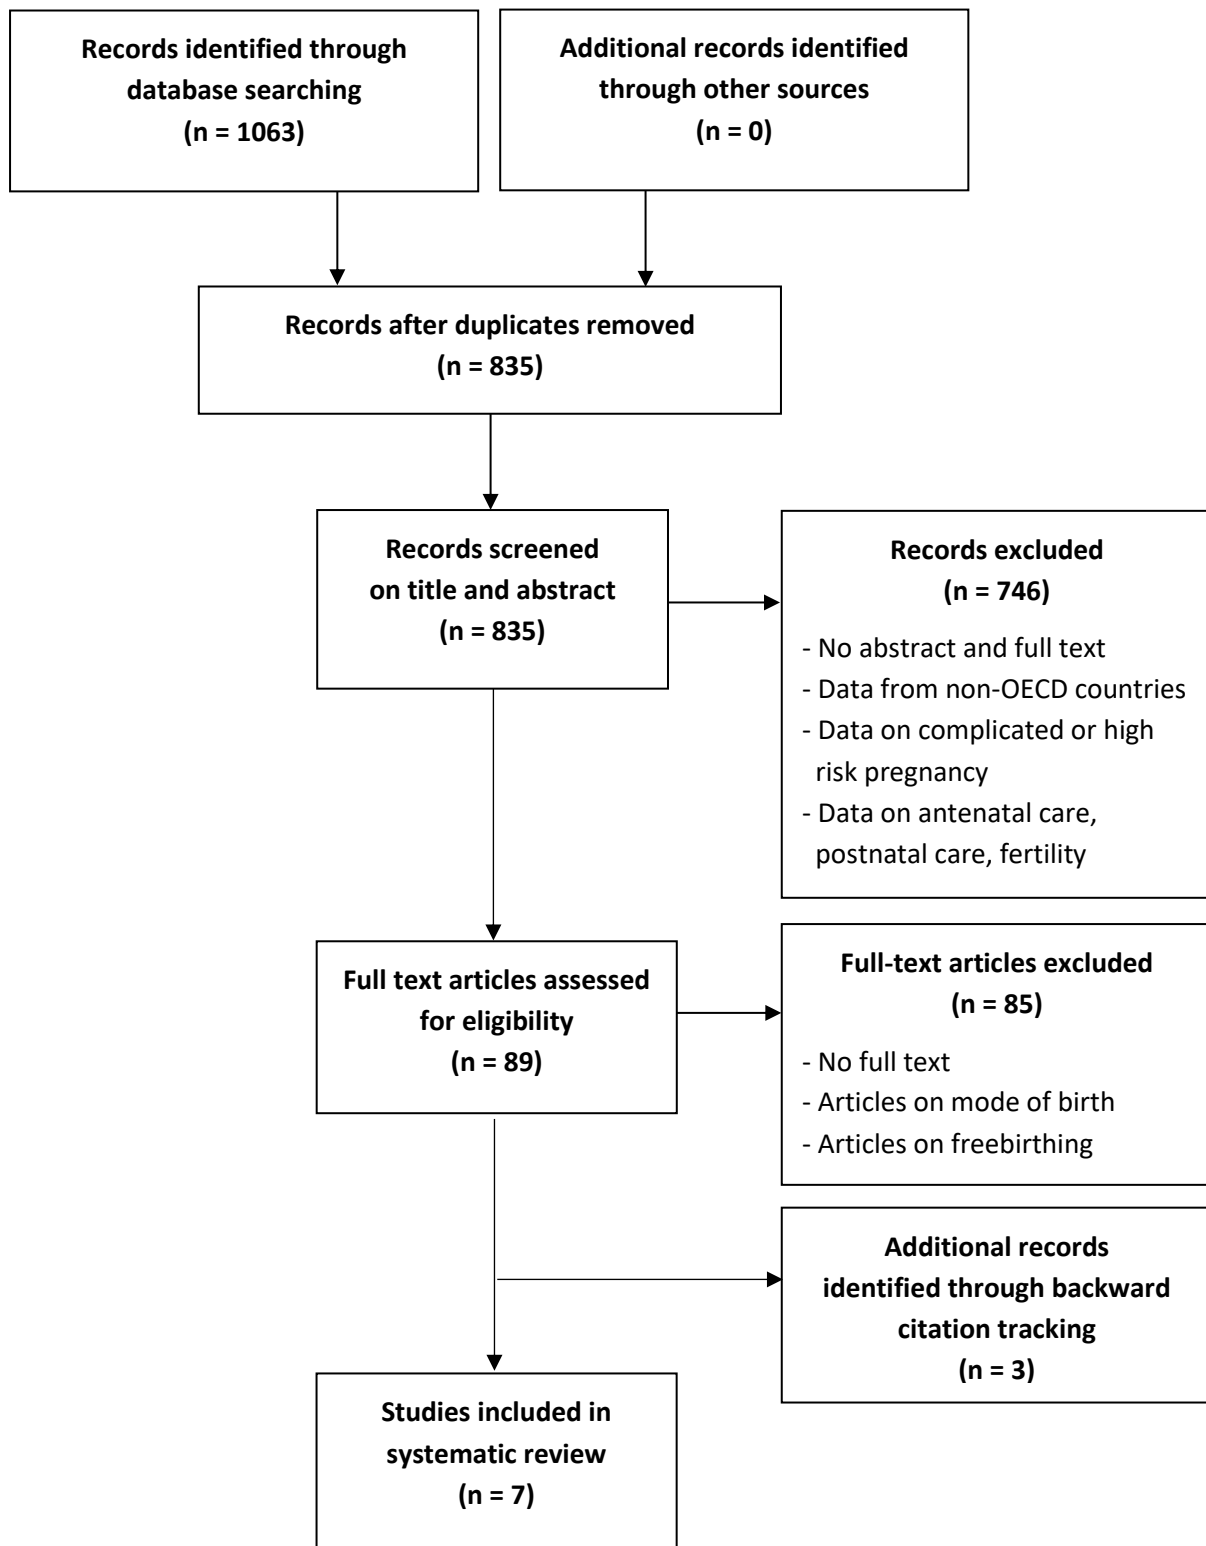 Records identified through
database searching
(n = 1063)
Additional records identified
through other sources
(n = 0)
Records after duplicates removed
(n = 835)
Records screened
on title and abstract
(n = 835)
Records excluded
(n = 746)
- No abstract and full text
- Data from non-OECD countries
- Data on complicated or high
risk pregnancy
- Data on antenatal care,
postnatal care, fertility
Full text articles assessed
for eligibility
(n = 89)
Full-text articles excluded
(n = 85)
- No full text
- Articles on mode of birth
- Articles on freebirthing
Additional records
identified through backward
citation tracking
(n = 3)
Studies included in
systematic review
(n = 7)